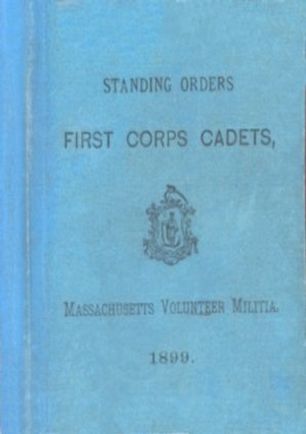 STANDING ORDERS
FIRST CORPS CADETS,
MASSACHUSETTS VOLUNTEER MILITIA.
1899.